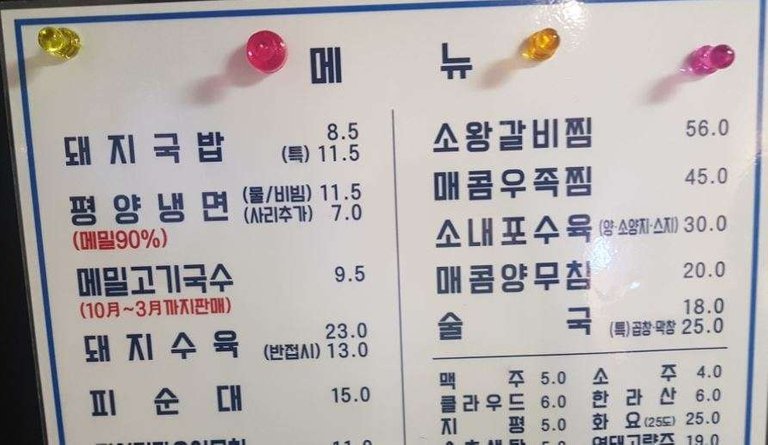 메 뉴
돼지국밥 8.5
(특) 11.5
평양냉면 (물/비빔) 11.5
(사리추가) 7.0
(메밀90%)
메밀고기국수 9.5
(10月~3月까지판매)
돼지수육 23.0
(반접시) 13.0
피순대 15.0
소왕갈비찜 56.0
매콤우족찜 45.0
소내포수육 (양·소양지·스지) 30.0
매콤양무침 20.0
술국 18.0
(특)곱창·막창 25.0
맥주 5.0 소주 4.0
클라우드 6.0 한라산 6.0
지평 5.0 화요(25도) 25.0
5.0 19.0